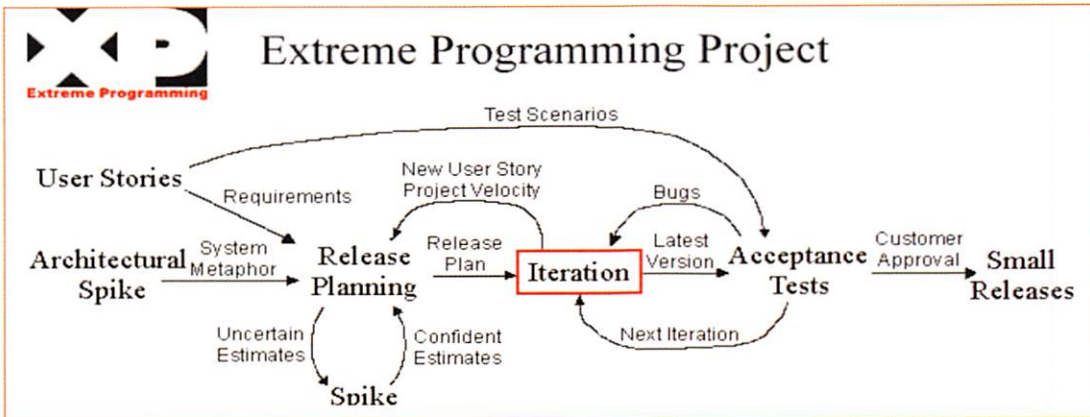 XP
Extreme Programming
Extreme Programming Project
Test Scenarios
User Stories
Requirements
New User Story
Project Velocity
Bugs
Architectural
Spike
System
Metaphor
Release
Planning
Release
Plan
Iteration
Latest
Version
Acceptance
Tests
Customer
Approval
Small
Releases
Uncertain
Estimates
Confident
Estimates
Next Iteration
Spike